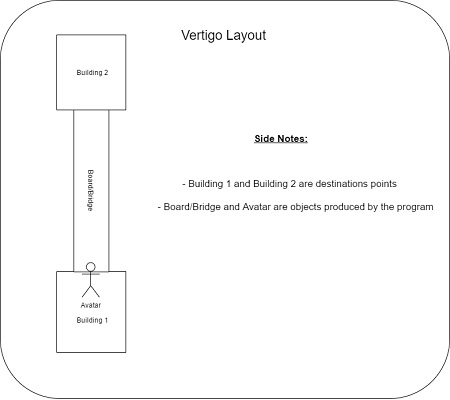 Vertigo Layout
Building 2
Side Notes:
- Building 1 and Building 2 are destinations points
- Board/Bridge and Avatar are objects produced by the program
Board/Bridge
Avatar
Building 1